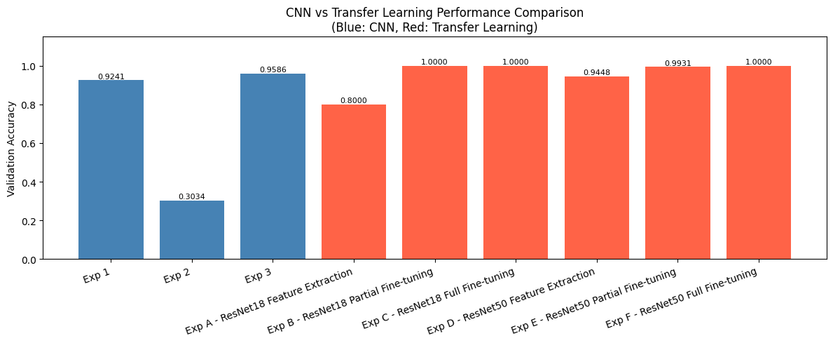 CNN vs Transfer Learning Performance Comparison
(Blue: CNN, Red: Transfer Learning)
Validation Accuracy
1.0
0.8
0.6
0.4
0.2
0.0
0.9241
0.3034
0.9586
0.8000
1.0000
1.0000
0.9448
0.9931
1.0000
Exp 1
Exp 2
Exp 3
Exp A - ResNet18 Feature Extraction
Exp B - ResNet18 Partial Fine-tuning
Exp C - ResNet18 Full Fine-tuning
Exp D - ResNet50 Feature Extraction
Exp E - ResNet50 Partial Fine-tuning
Exp F - ResNet50 Full Fine-tuning